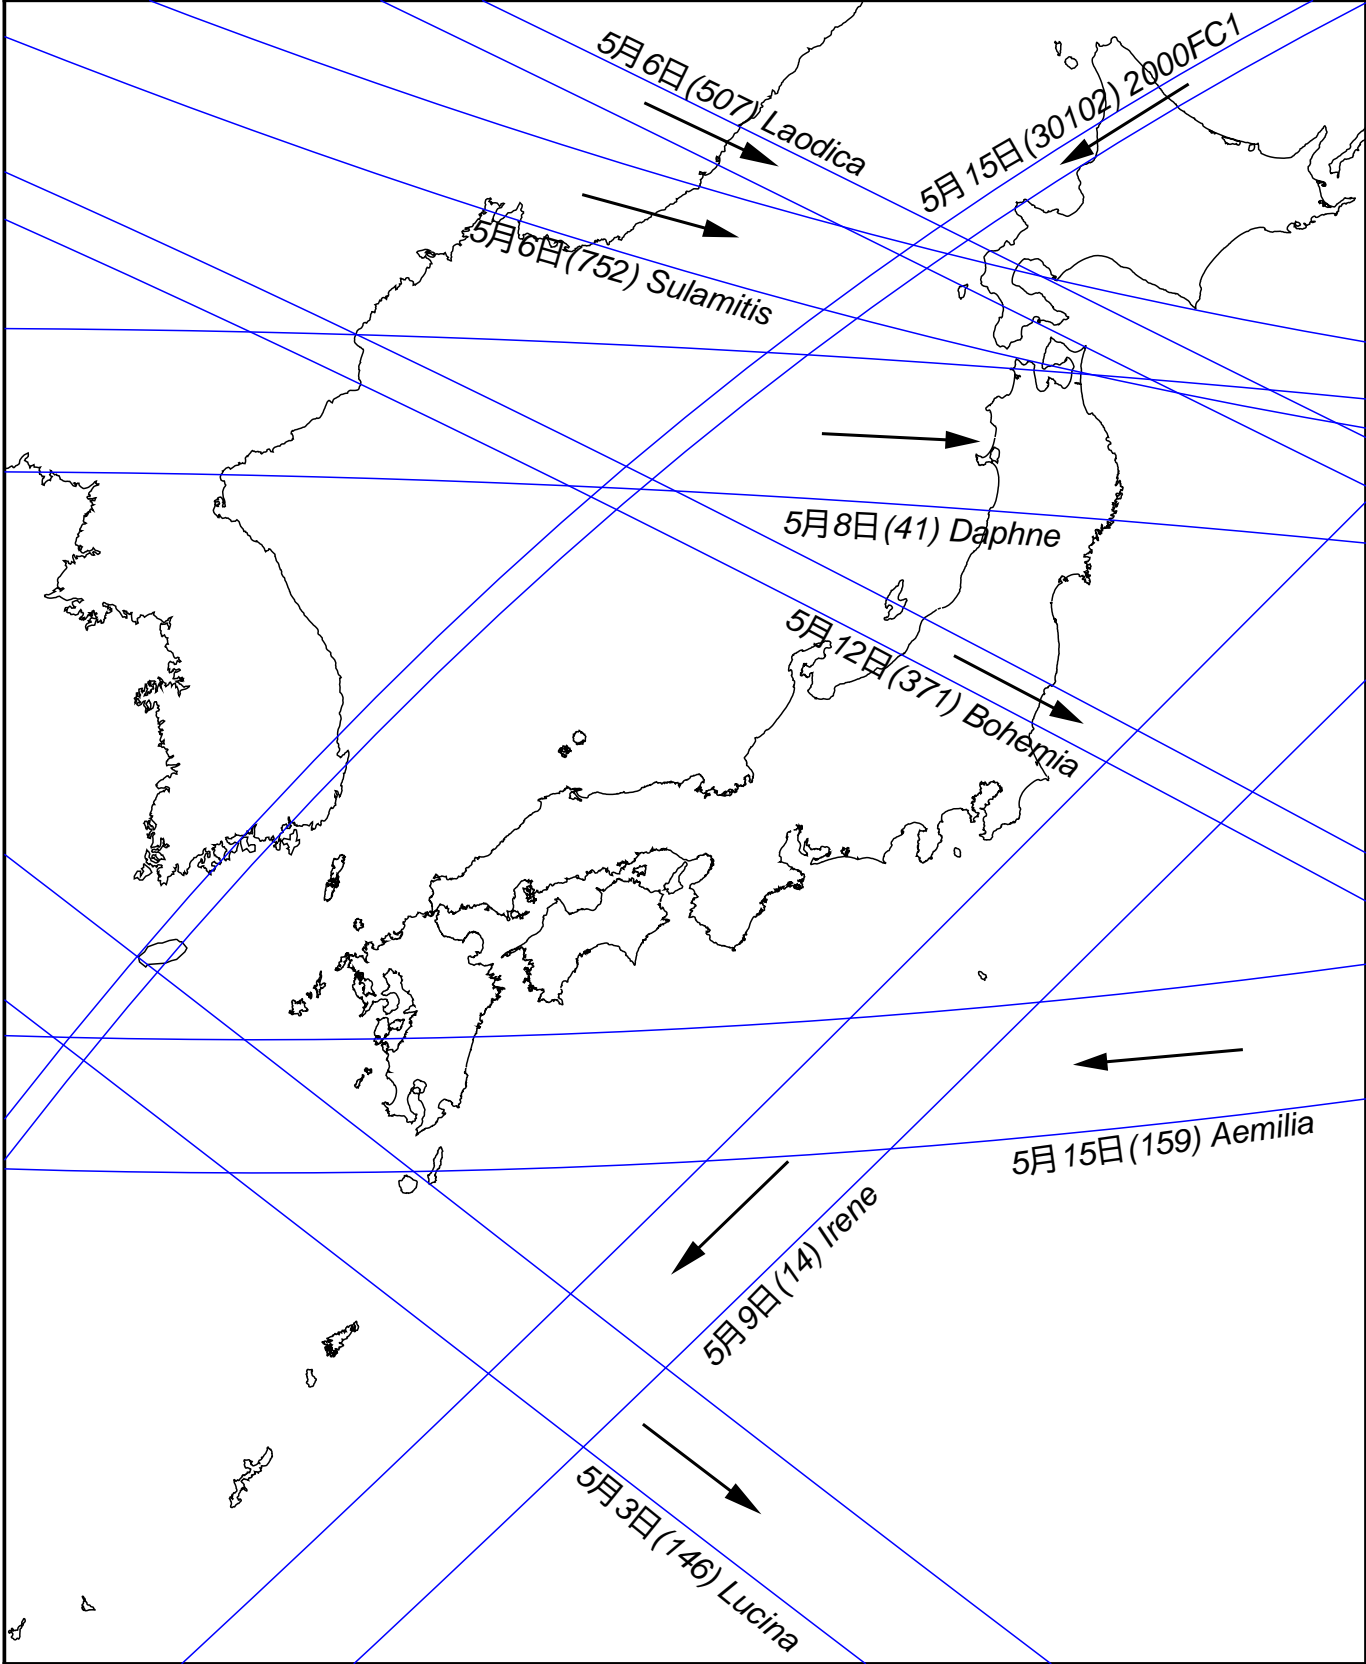 5月6日(507) Laodica
5月15日(30102) 2000FC1
5月6日(752) Sulamitis
5月8日(41) Daphne
5月12日(371) Bohemia
5月15日(159) Aemilia
5月9日(14) Irene
5月3日(146) Lucina